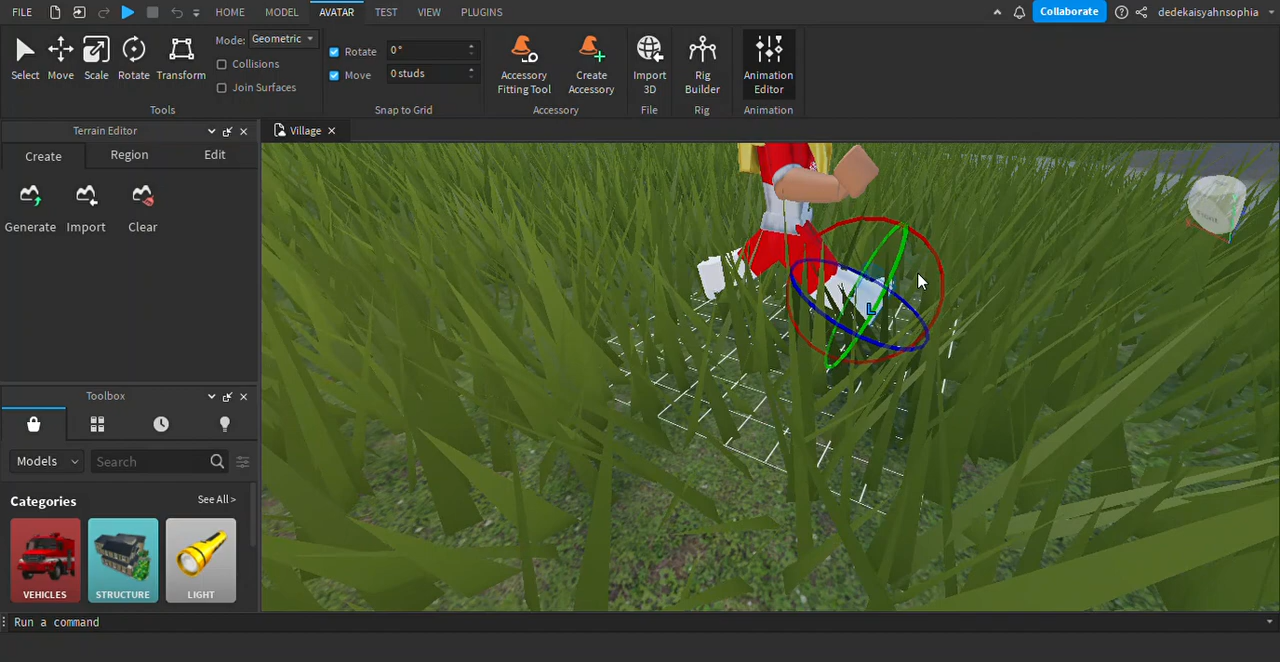 FILE HOME MODEL AVATAR TEST VIEW PLUGINS Collaborate dedekaisyahnsophia
Select Move Scale Rotate Transform
Mode: Geometric
Collisions
Join Surfaces
Tools
Rotate 0°
Move 0 studs
Snap to Grid
Accessory
Fitting Tool
Create
Accessory
Accessory
Import
3D
File
Rig
Builder
Rig
Animation
Editor
Animation
Terrain Editor
Create Region Edit
Generate Import Clear
Village
L
Toolbox
Models Search
Categories See All >
VEHICLES STRUCTURE LIGHT
Run a command